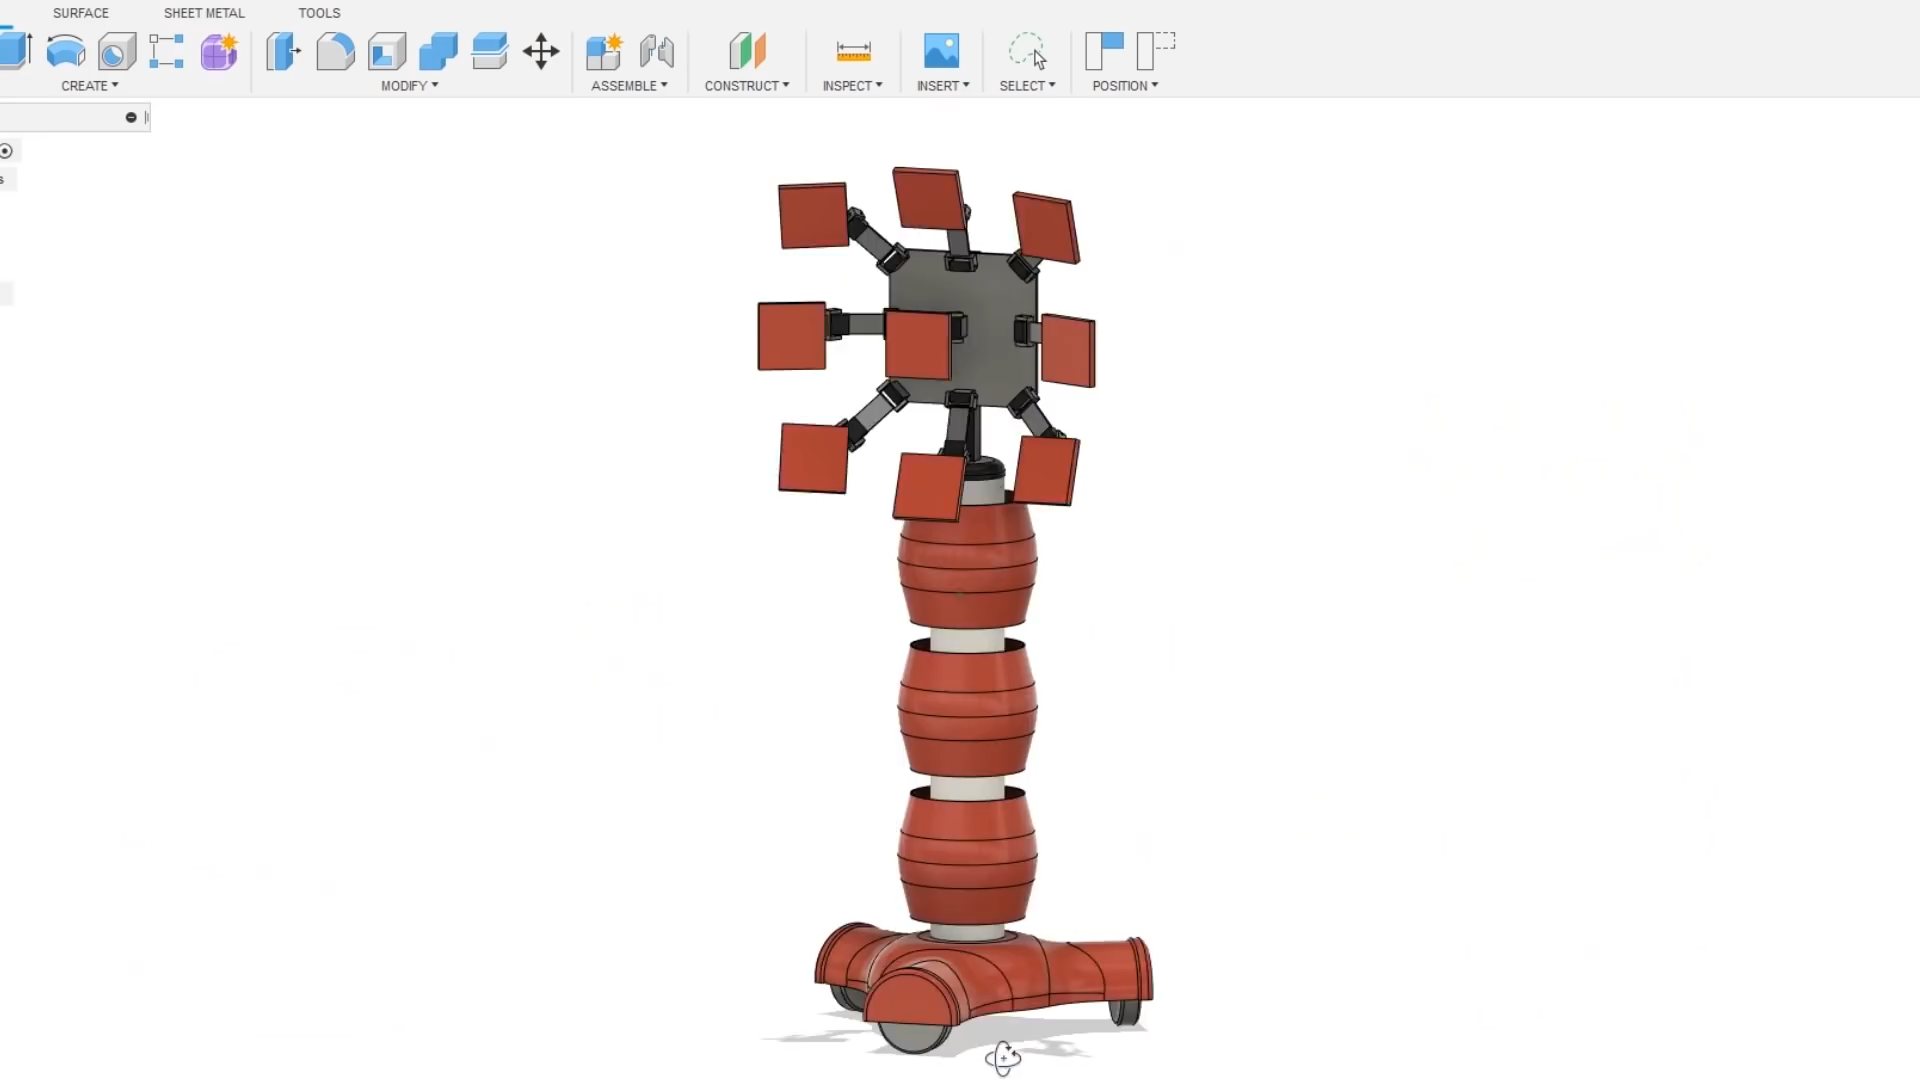 SURFACE SHEET METAL TOOLS
CREATE MODIFY ASSEMBLE CONSTRUCT INSPECT INSERT SELECT POSITION
s